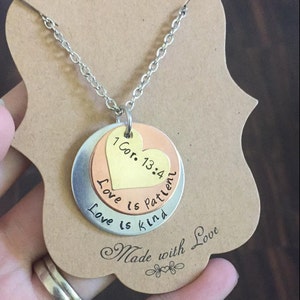 1 Cor. 13:4
Love is Patient
Love is Kind
Made with Love